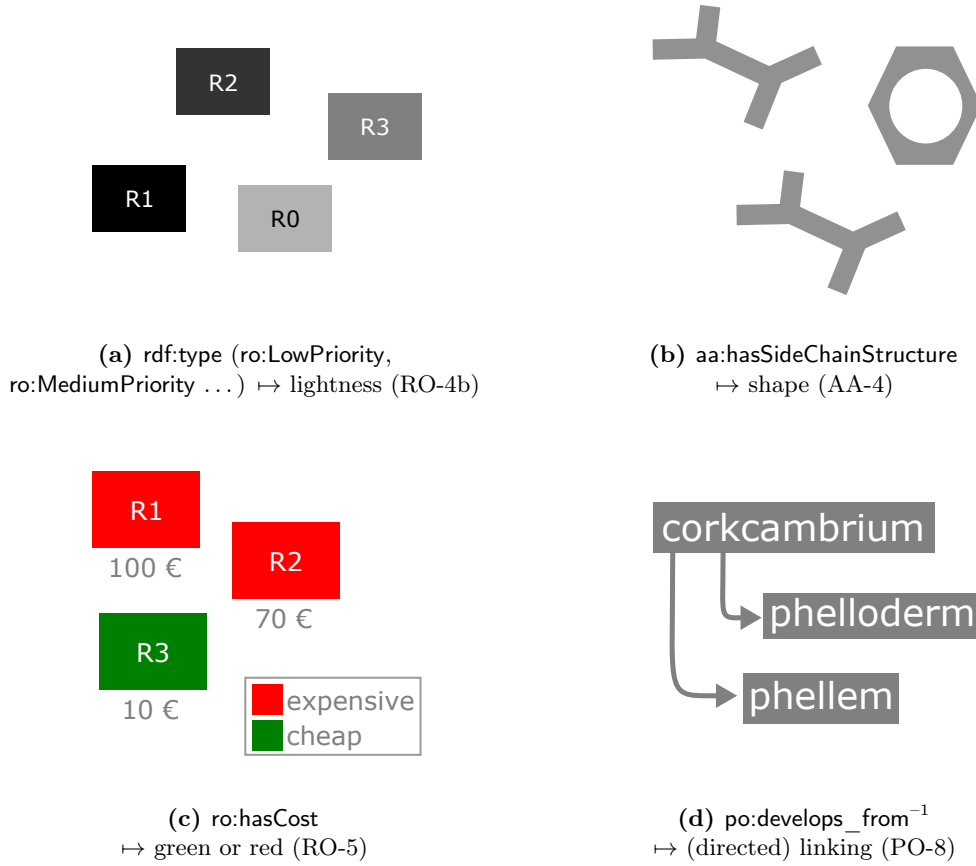 R2
R3
R1
R0
(a) rdf:type (ro:LowPriority,
ro:MediumPriority ...) ↦ lightness (RO-4b)
(b) aa:hasSideChainStructure
↦ shape (AA-4)
R1
100 €
R2
70 €
R3
10 €
expensive
cheap
(c) ro:hasCost
↦ green or red (RO-5)
corkcambrium
phelloderm
phellem
(d) po:develops_from⁻¹
↦ (directed) linking (PO-8)